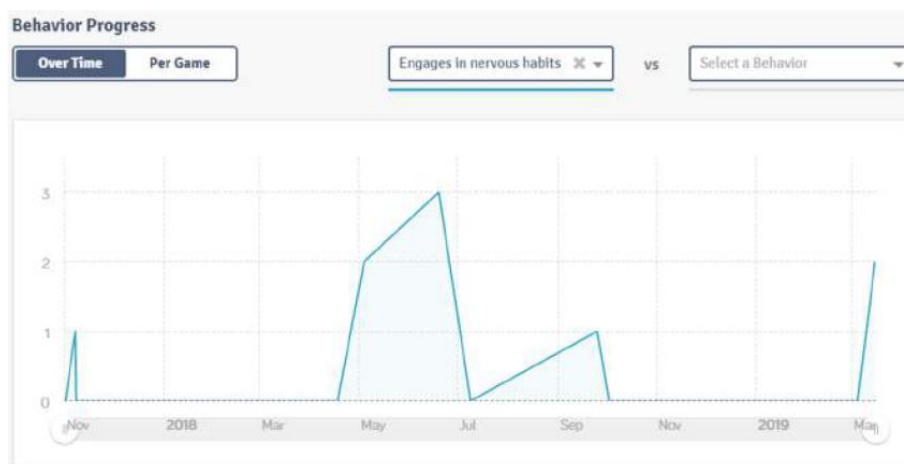 Behavior Progress
Over Time Per Game Engages in nervous habits vs Select a Behavior
3
2
1
0
Nov 2018 Mar May Jul Sep Nov 2019 Mar